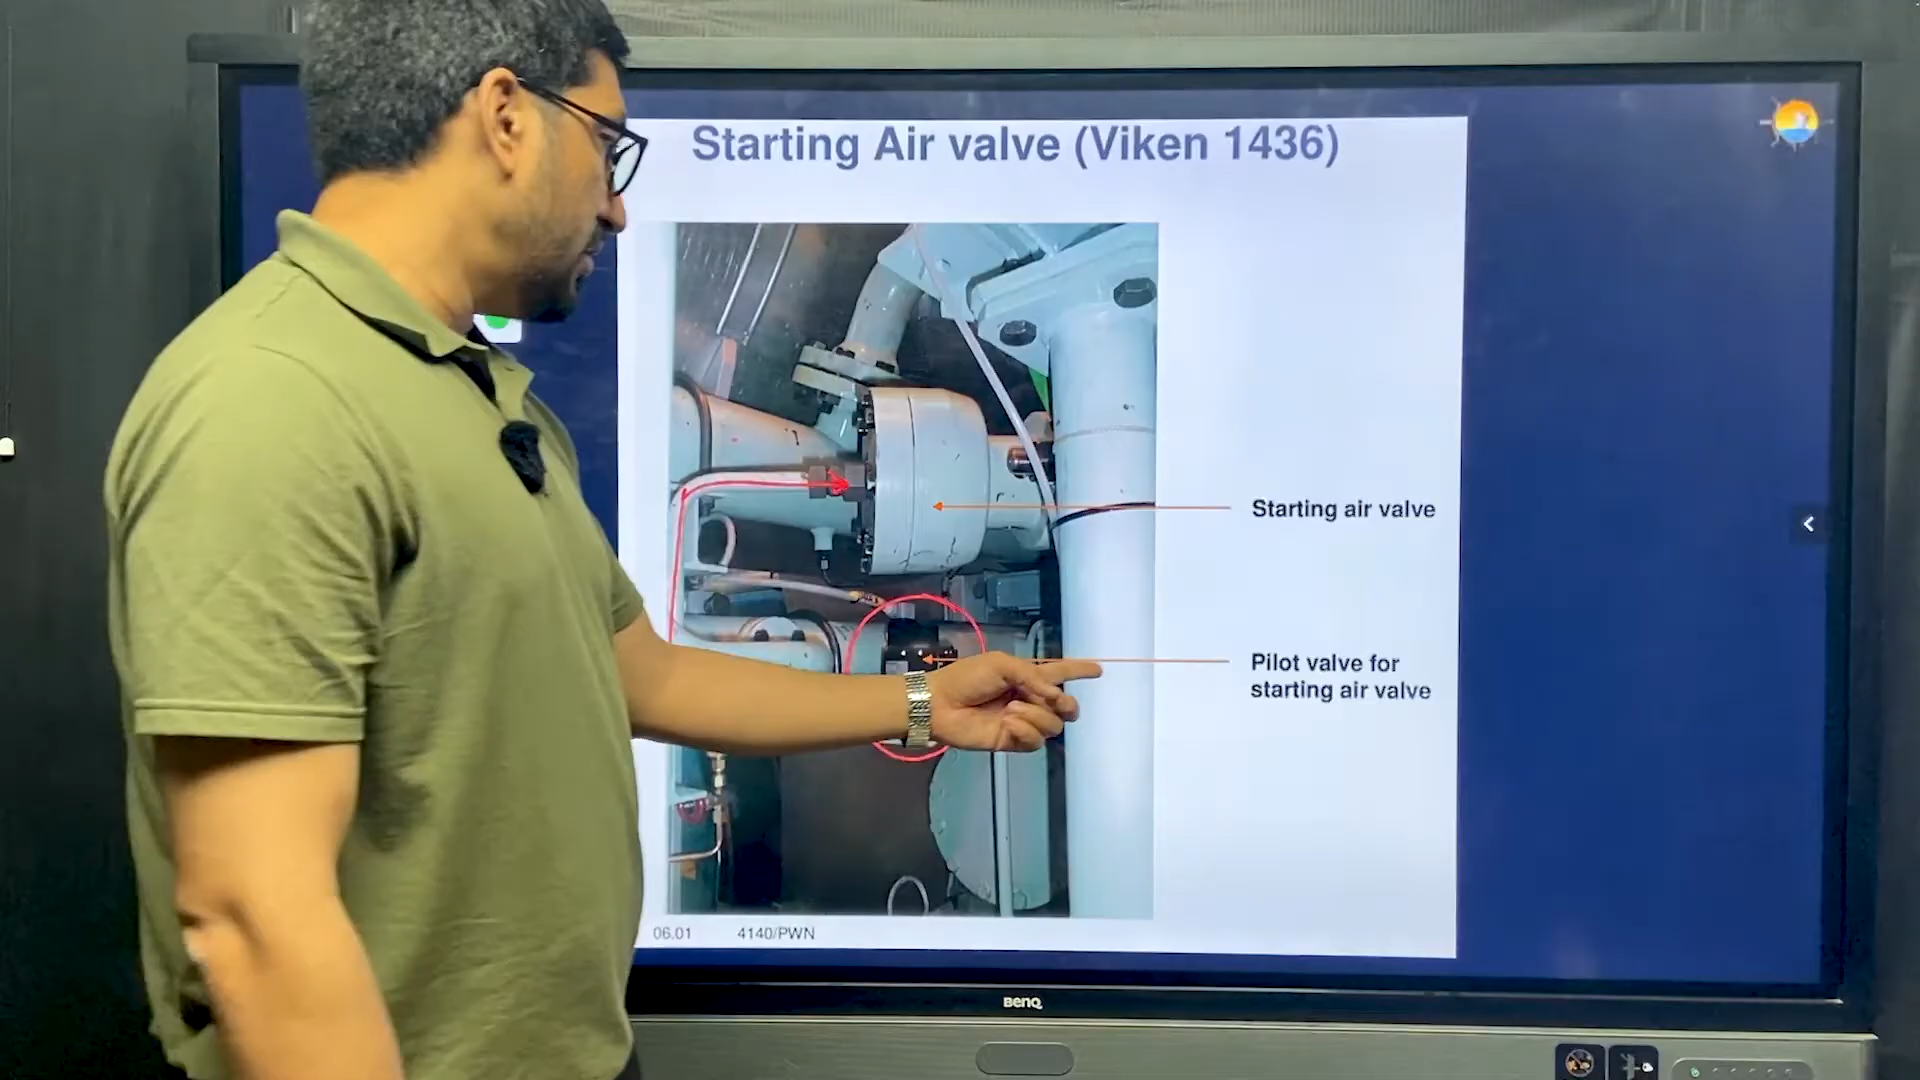 Starting Air valve (Viken 1436)
Starting air valve
Pilot valve for
starting air valve
06.01 4140/PWN
BenQ